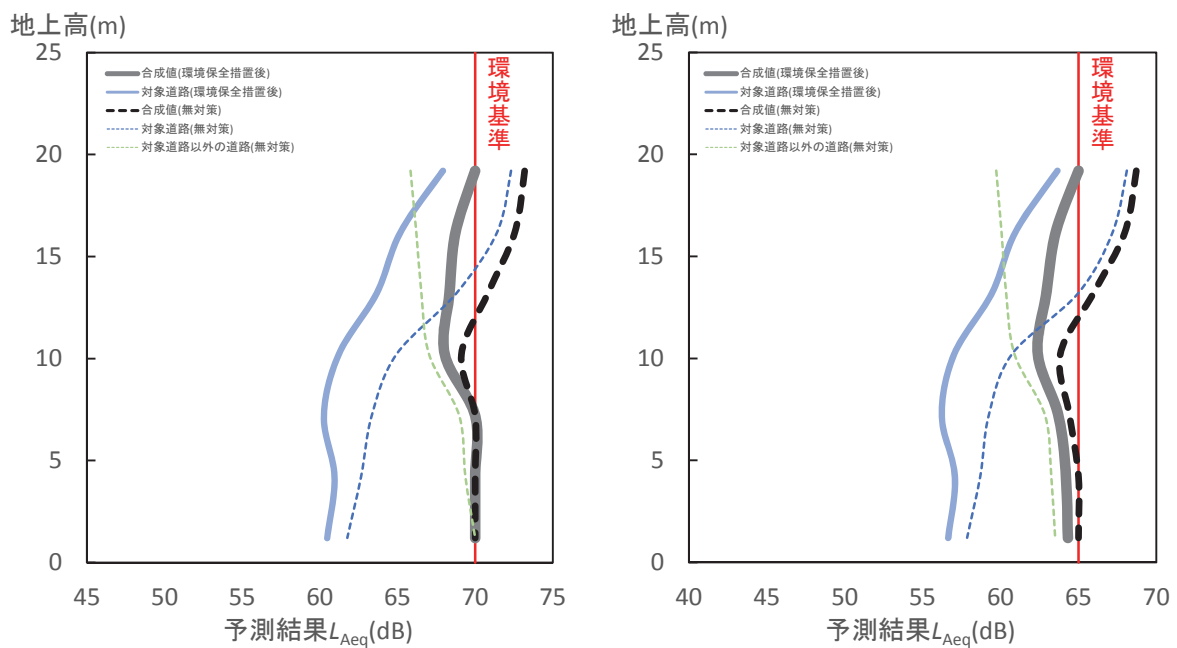 地上高(m)
25
20
15
10
5
0
合成値(環境保全措置後)
対象道路(環境保全措置後)
合成値(無対策)
対象道路(無対策)
対象道路以外の道路(無対策)
環境基準
45 50 55 60 65 70 75
予測結果LAeq(dB)
地上高(m)
25
20
15
10
5
0
合成値(環境保全措置後)
対象道路(環境保全措置後)
合成値(無対策)
対象道路(無対策)
対象道路以外の道路(無対策)
環境基準
40 45 50 55 60 65 70
予測結果LAeq(dB)